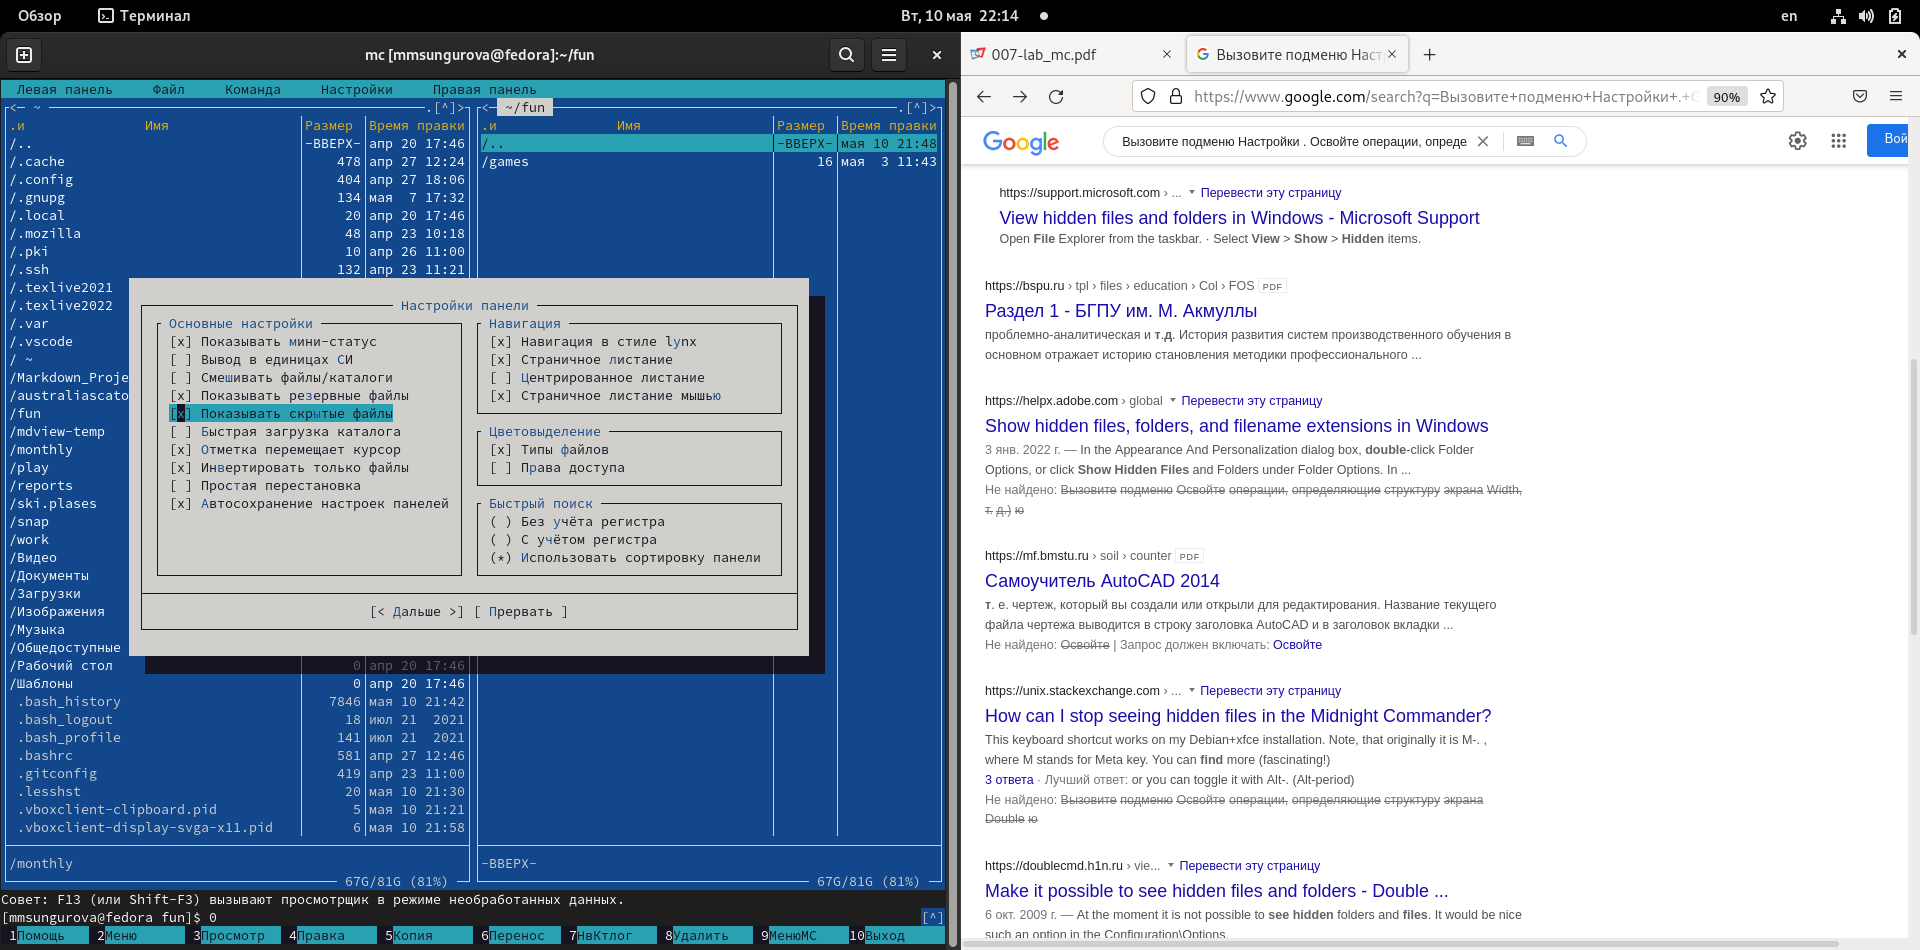 Обзор Терминал Вт, 10 мая 22:14 en
mc [mmsungurova@fedora]:~/fun
Левая панель Файл Команда Настройки Правая панель
<─ ~ .[^]> <─ ~/fun .[^]>
.и Имя Размер Время правки .и Имя Размер Время правки
/.. -ВВЕРХ- апр 20 17:46 /.. -ВВЕРХ- мая 10 21:48
/.cache 478 апр 27 12:24 /games 16 мая 3 11:43
/.config 404 апр 27 18:06
/.gnupg 134 мая 7 17:32
/.local 20 апр 20 17:46
/.mozilla 48 апр 23 10:18
/.pki 10 апр 26 11:00
/.ssh 132 апр 23 11:21
/.texlive2021
/.texlive2022
/.var
/.vscode
/ ~
/Markdown_Proje
/australiascato
/fun
/mdview-temp
/monthly
/play
/reports
/ski.plases
/snap
/work
/Видео
/Документы
/Загрузки
/Изображения
/Музыка
/Общедоступные
/Рабочий стол 0 апр 20 17:46
/Шаблоны 0 апр 20 17:46
.bash_history 7846 мая 10 21:42
.bash_logout 18 июл 21 2021
.bash_profile 141 июл 21 2021
.bashrc 581 апр 27 12:46
.gitconfig 419 апр 23 11:00
.lesshst 20 мая 10 21:30
.vboxclient-clipboard.pid 5 мая 10 21:21
.vboxclient-display-svga-x11.pid 6 мая 10 21:58
/monthly -ВВЕРХ-
67G/81G (81%) 67G/81G (81%)
Настройки панели
Основные настройки
[x] Показывать мини-статус
[ ] Вывод в единицах СИ
[ ] Смешивать файлы/каталоги
[x] Показывать резервные файлы
[x] Показывать скрытые файлы
[ ] Быстрая загрузка каталога
[x] Отметка перемещает курсор
[x] Инвертировать только файлы
[ ] Простая перестановка
[x] Автосохранение настроек панелей
Навигация
[x] Навигация в стиле lynx
[x] Страничное листание
[ ] Центрированное листание
[x] Страничное листание мышью
Цветовыделение
[x] Типы файлов
[ ] Права доступа
Быстрый поиск
( ) Без учёта регистра
( ) С учётом регистра
(*) Использовать сортировку панели
[< Дальше >] [ Прервать ]
Совет: F13 (или Shift-F3) вызывают просмотрщик в режиме необработанных данных.
[mmsungurova@fedora fun]$ 0 [^]
1Помощь 2Меню 3Просмотр 4Правка 5Копия 6Перенос 7НвКтлог 8Удалить 9МенюМС 10Выход
007-lab_mc.pdf Вызовите подменю Наст
https://www.google.com/search?q=Вызовите+подменю+Настройки+.+ 90%
Google Вызовите подменю Настройки . Освойте операции, опреде Вой
https://support.microsoft.com › ... Перевести эту страницу
View hidden files and folders in Windows - Microsoft Support
Open File Explorer from the taskbar. · Select View > Show > Hidden items.
https://bspu.ru › tpl › files › education › Col › FOS PDF
Раздел 1 - БГПУ им. М. Акмуллы
проблемно-аналитическая и т.д. История развития систем производственного обучения в
основном отражает историю становления методики профессионального ...
https://helpx.adobe.com › global Перевести эту страницу
Show hidden files, folders, and filename extensions in Windows
3 янв. 2022 г. — In the Appearance And Personalization dialog box, double-click Folder
Options, or click Show Hidden Files and Folders under Folder Options. In ...
Не найдено: Вызовите подменю Освойте операции, определяющие структуру экрана Width,
т. д.) ю
https://mf.bmstu.ru › soil › counter PDF
Самоучитель AutoCAD 2014
т. е. чертеж, который вы создали или открыли для редактирования. Название текущего
файла чертежа выводится в строку заголовка AutoCAD и в заголовок вкладки ...
Не найдено: Освойте | Запрос должен включать: Освойте
https://unix.stackexchange.com › ... Перевести эту страницу
How can I stop seeing hidden files in the Midnight Commander?
This keyboard shortcut works on my Debian+xfce installation. Note, that originally it is M-. ,
where M stands for Meta key. You can find more (fascinating!)
3 ответа · Лучший ответ: or you can toggle it with Alt-. (Alt-period)
Не найдено: Вызовите подменю Освойте операции, определяющие структуру экрана
Double ю
https://doublecmd.h1n.ru › vie... Перевести эту страницу
Make it possible to see hidden files and folders - Double ...
6 окт. 2009 г. — At the moment it is not possible to see hidden folders and files. It would be nice
such an option in the Configuration\Options.